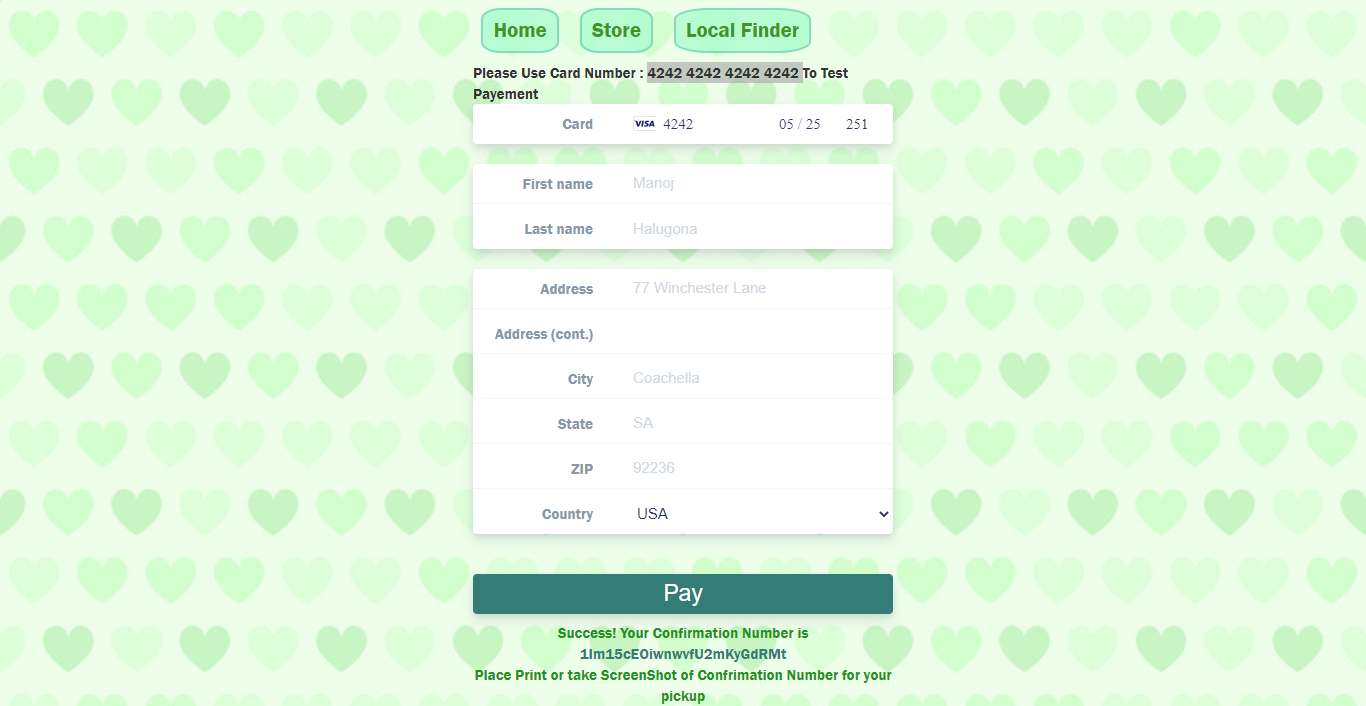 Home Store Local Finder
Please Use Card Number : 4242 4242 4242 4242 To Test
Payement
Card VISA 4242 05 / 25 251
First name Manoj
Last name Halugona
Address 77 Winchester Lane
Address (cont.)
City Coachella
State SA
ZIP 92236
Country USA
Pay
Success! Your Confirmation Number is
1Im15cEOiwnwvfU2mKyGdRMt
Place Print or take ScreenShot of Confrimation Number for your
pickup